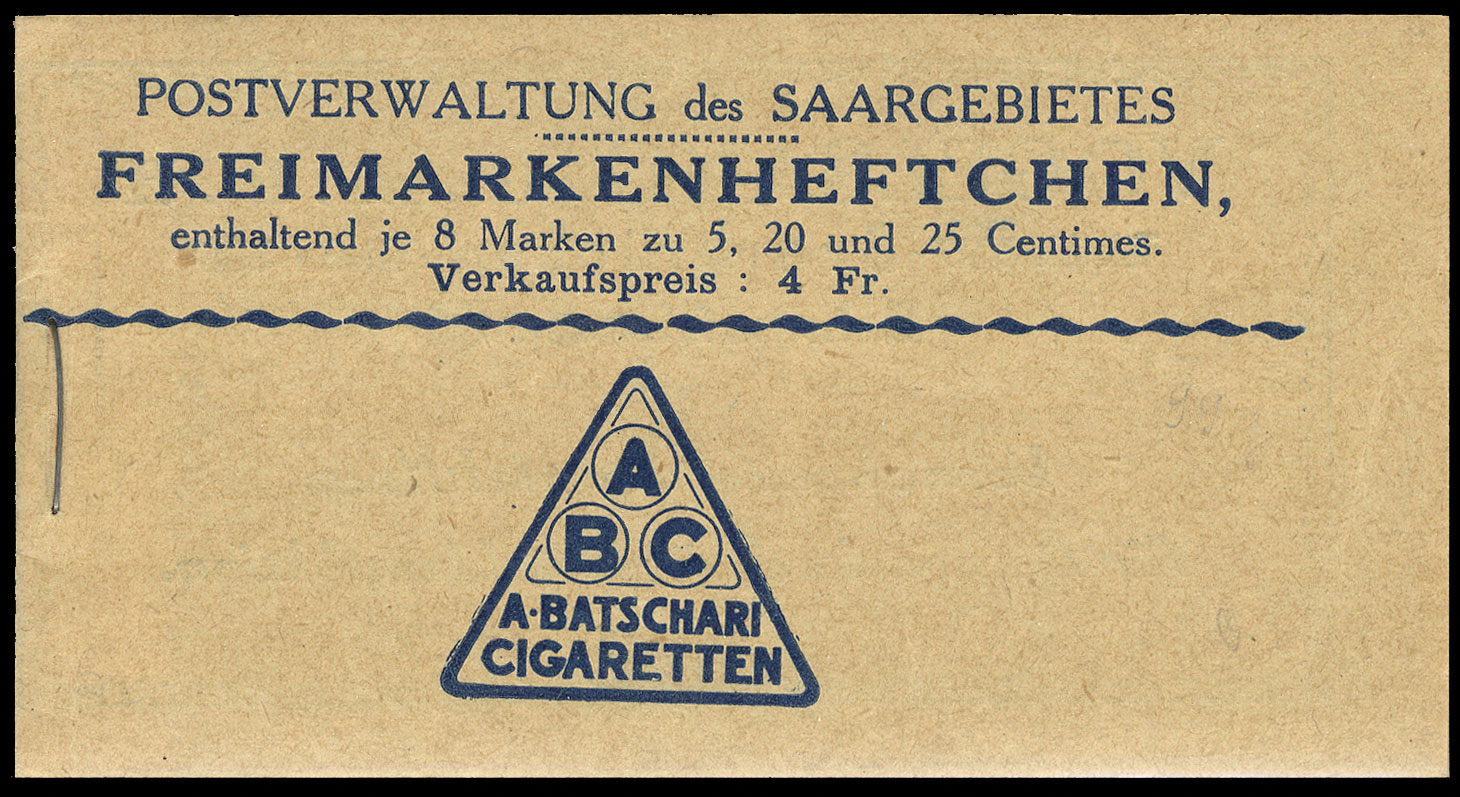 POSTVERWALTUNG des SAARGEBIETES
FREIMARKENHEFTCHEN,
enthaltend je 8 Marken zu 5, 20 und 25 Centimes.
Verkaufspreis : 4 Fr.
A
B C
A·BATSCHARI
CIGARETTEN